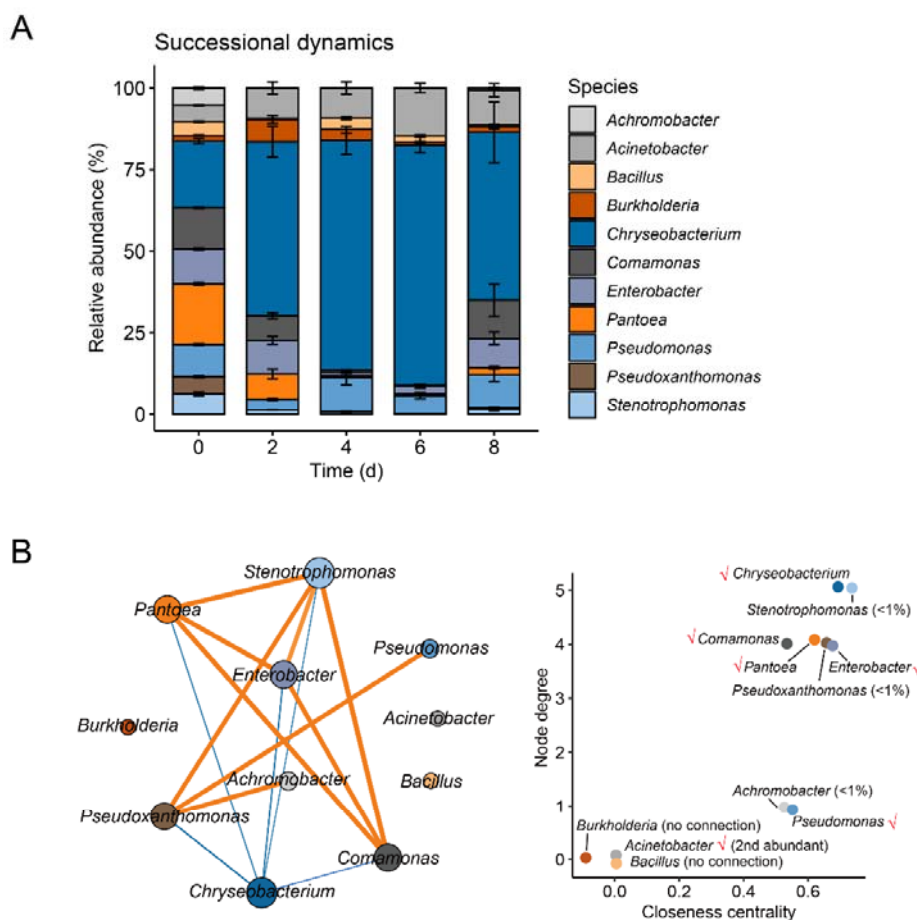 A
Successional dynamics
Relative abundance (%)
100
75
50
25
0
0 2 4 6 8
Time (d)
Species
Achromobacter
Acinetobacter
Bacillus
Burkholderia
Chryseobacterium
Comamonas
Enterobacter
Pantoea
Pseudomonas
Pseudoxanthomonas
Stenotrophomonas
B
Stenotrophomonas
Pantoea
Pseudomonas
Enterobacter
Acinetobacter
Burkholderia
Achromobacter
Bacillus
Pseudoxanthomonas
Comamonas
Chryseobacterium
Node degree
5
4
3
2
1
0
√ Chryseobacterium
Stenotrophomonas (<1%)
√ Comamonas
√ Pantoea
Enterobacter √
Pseudoxanthomonas (<1%)
Achromobacter (<1%)
Pseudomonas √
Burkholderia (no connection)
Acinetobacter √ (2nd abundant)
Bacillus (no connection)
0.0 0.2 0.4 0.6
Closeness centrality